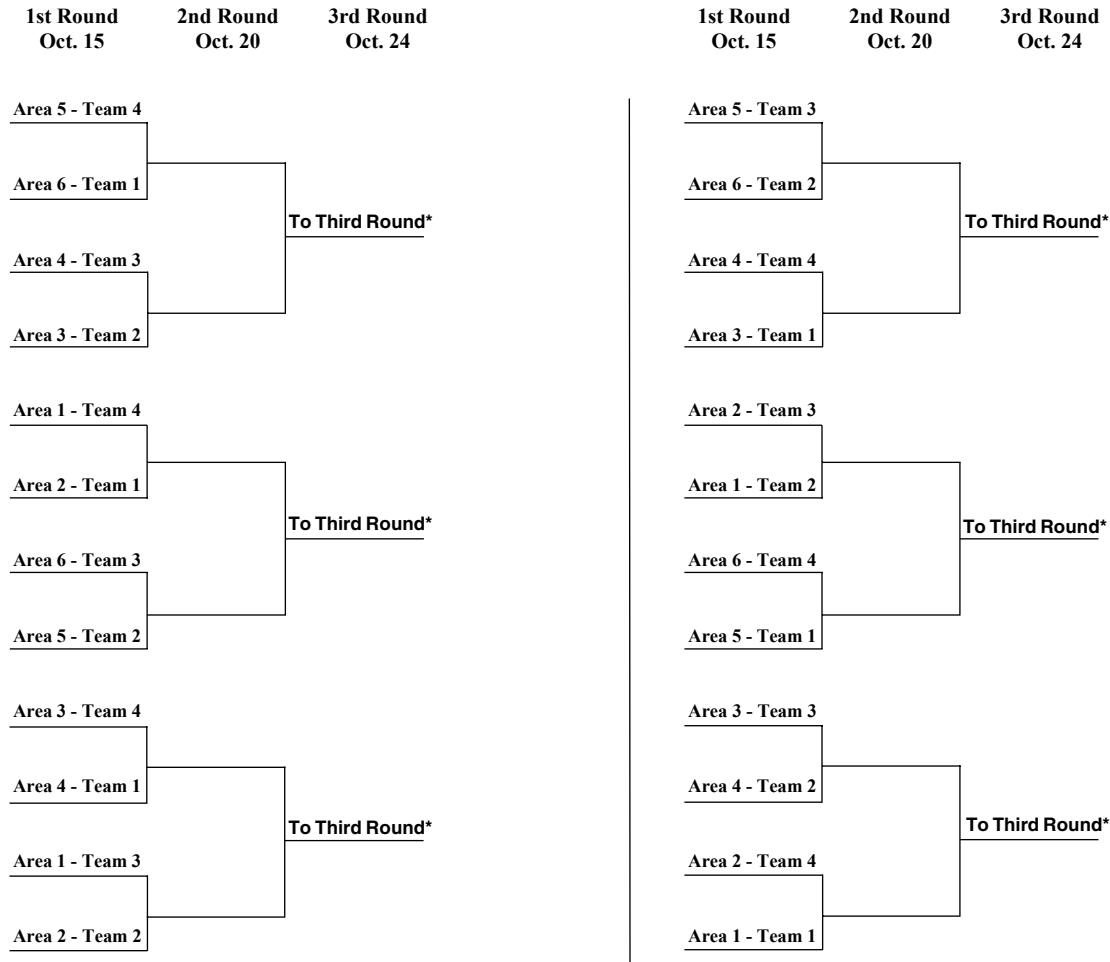 1st Round
Oct. 15
2nd Round
Oct. 20
3rd Round
Oct. 24
Area 5 - Team 4
Area 6 - Team 1
To Third Round*
Area 4 - Team 3
Area 3 - Team 2
Area 1 - Team 4
Area 2 - Team 1
To Third Round*
Area 6 - Team 3
Area 5 - Team 2
Area 3 - Team 4
Area 4 - Team 1
To Third Round*
Area 1 - Team 3
Area 2 - Team 2
1st Round
Oct. 15
2nd Round
Oct. 20
3rd Round
Oct. 24
Area 5 - Team 3
Area 6 - Team 2
To Third Round*
Area 4 - Team 4
Area 3 - Team 1
Area 2 - Team 3
Area 1 - Team 2
To Third Round*
Area 6 - Team 4
Area 5 - Team 1
Area 3 - Team 3
Area 4 - Team 2
To Third Round*
Area 2 - Team 4
Area 1 - Team 1